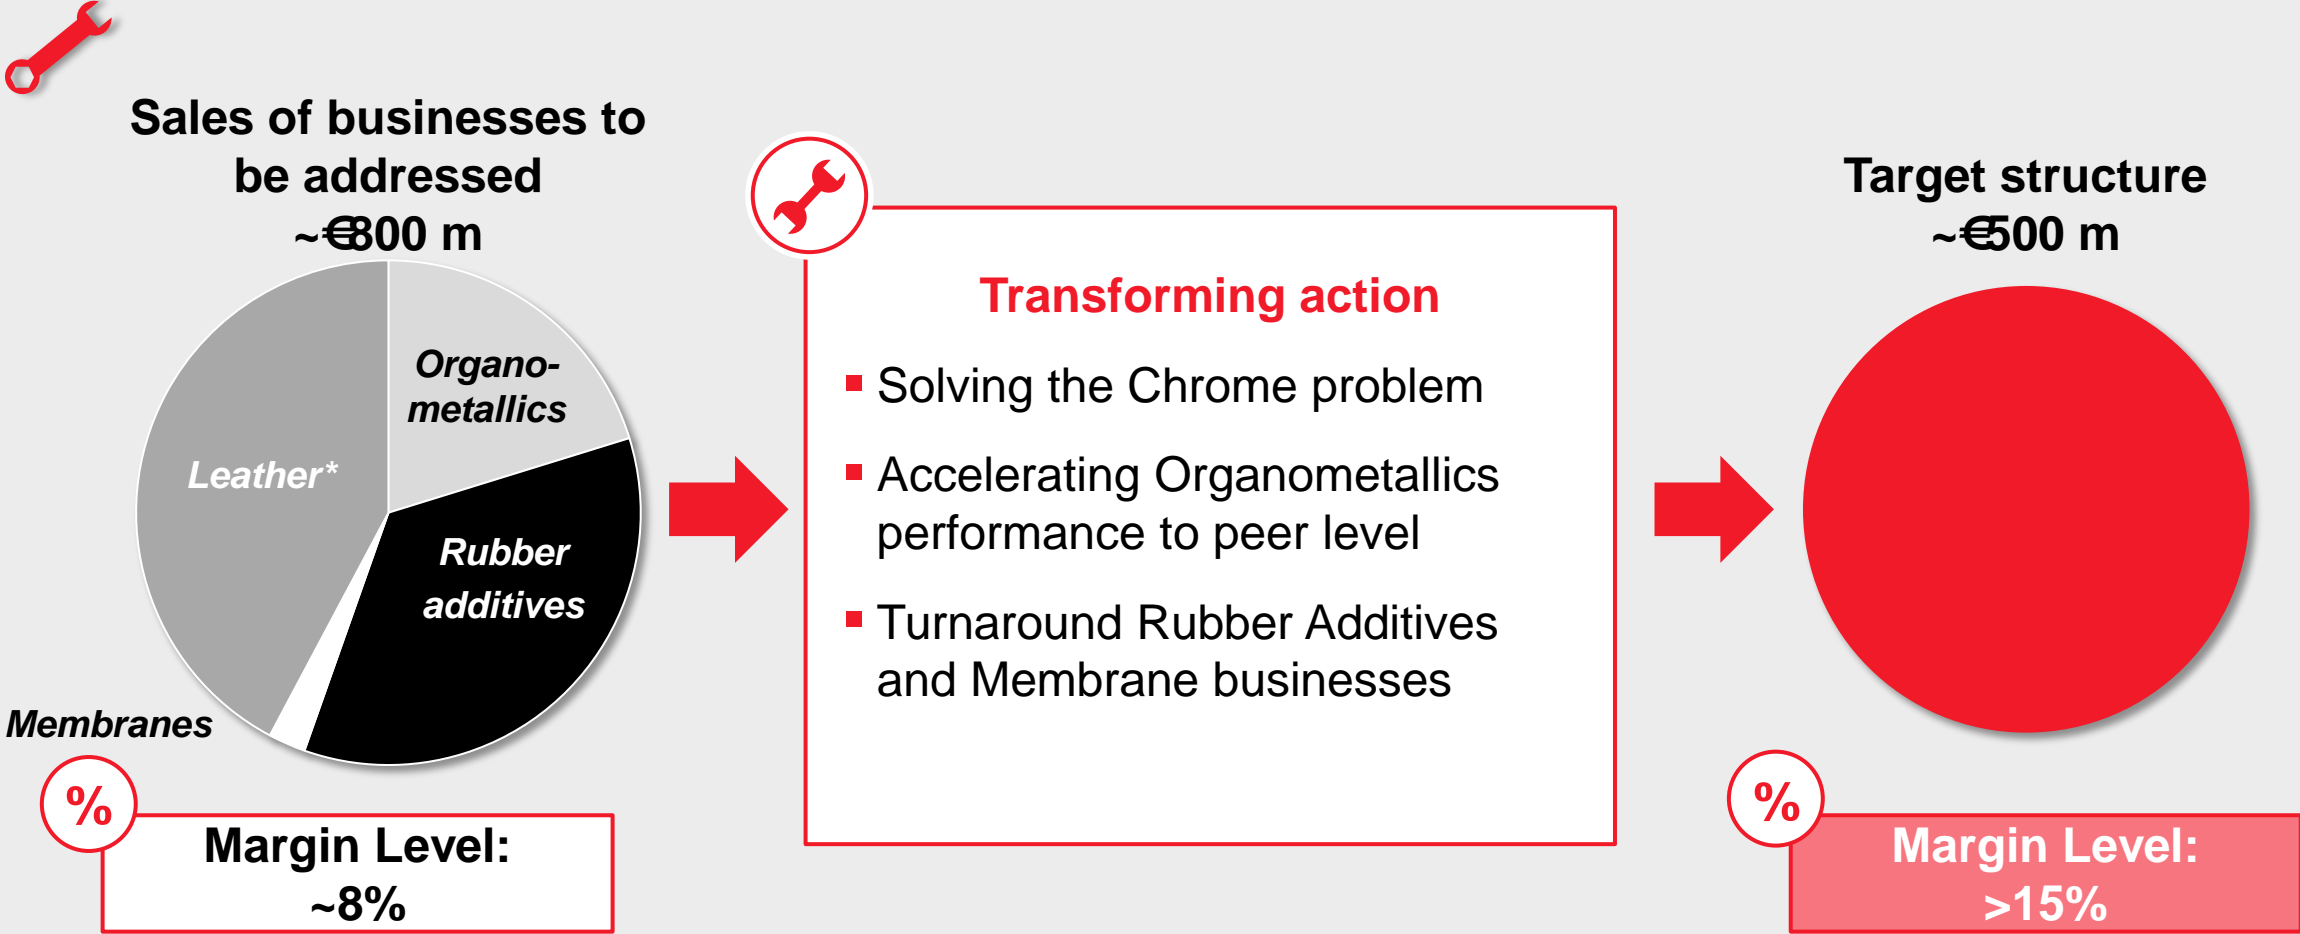 Sales of businesses to
be addressed
~€800 m
Organo-
metallics
Leather*
Rubber
additives
Membranes
%
Margin Level:
~8%
Transforming action
Solving the Chrome problem
Accelerating Organometallics
performance to peer level
Turnaround Rubber Additives
and Membrane businesses
Target structure
~€500 m
%
Margin Level:
>15%